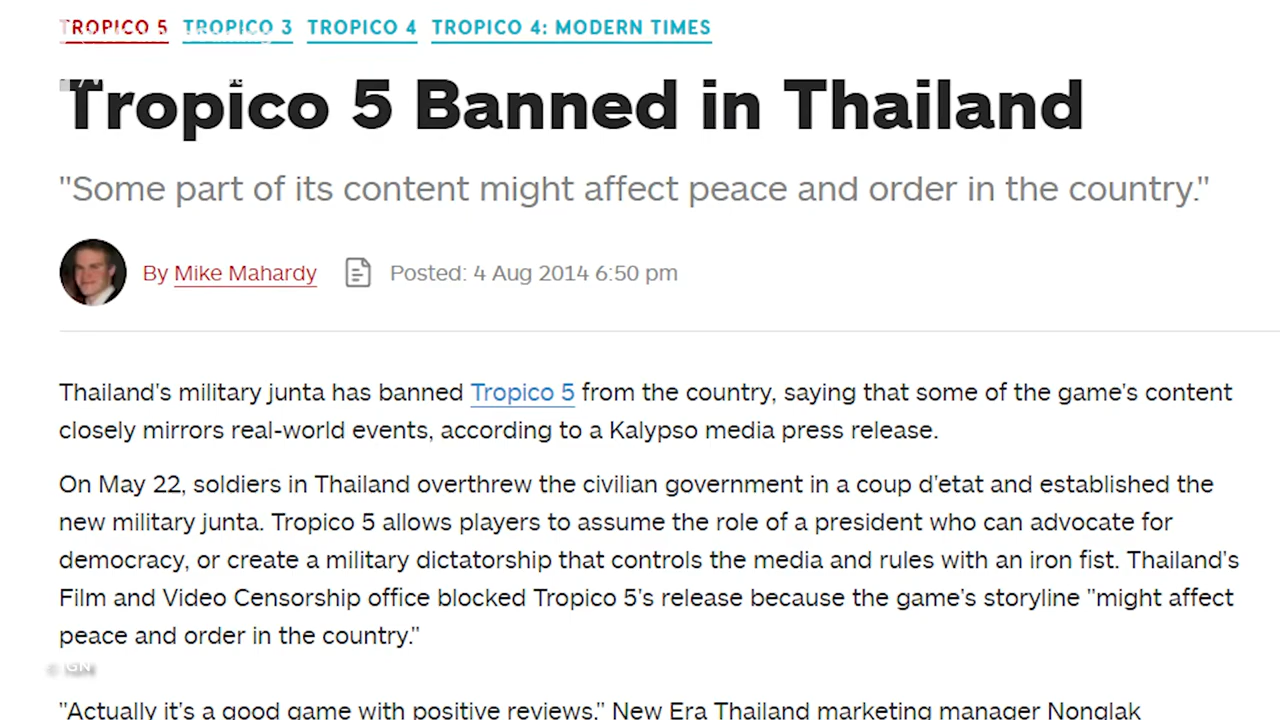 TROPICO 5 TROPICO 3 TROPICO 4 TROPICO 4: MODERN TIMES
Tropico 5 Banned in Thailand
"Some part of its content might affect peace and order in the country."
By Mike Mahardy Posted: 4 Aug 2014 6:50 pm
Thailand's military junta has banned Tropico 5 from the country, saying that some of the game's content
closely mirrors real-world events, according to a Kalypso media press release.
On May 22, soldiers in Thailand overthrew the civilian government in a coup d'etat and established the
new military junta. Tropico 5 allows players to assume the role of a president who can advocate for
democracy, or create a military dictatorship that controls the media and rules with an iron fist. Thailand's
Film and Video Censorship office blocked Tropico 5's release because the game's storyline "might affect
peace and order in the country."
© IGN
"Actually it's a good game with positive reviews," New Era Thailand marketing manager Nonglak